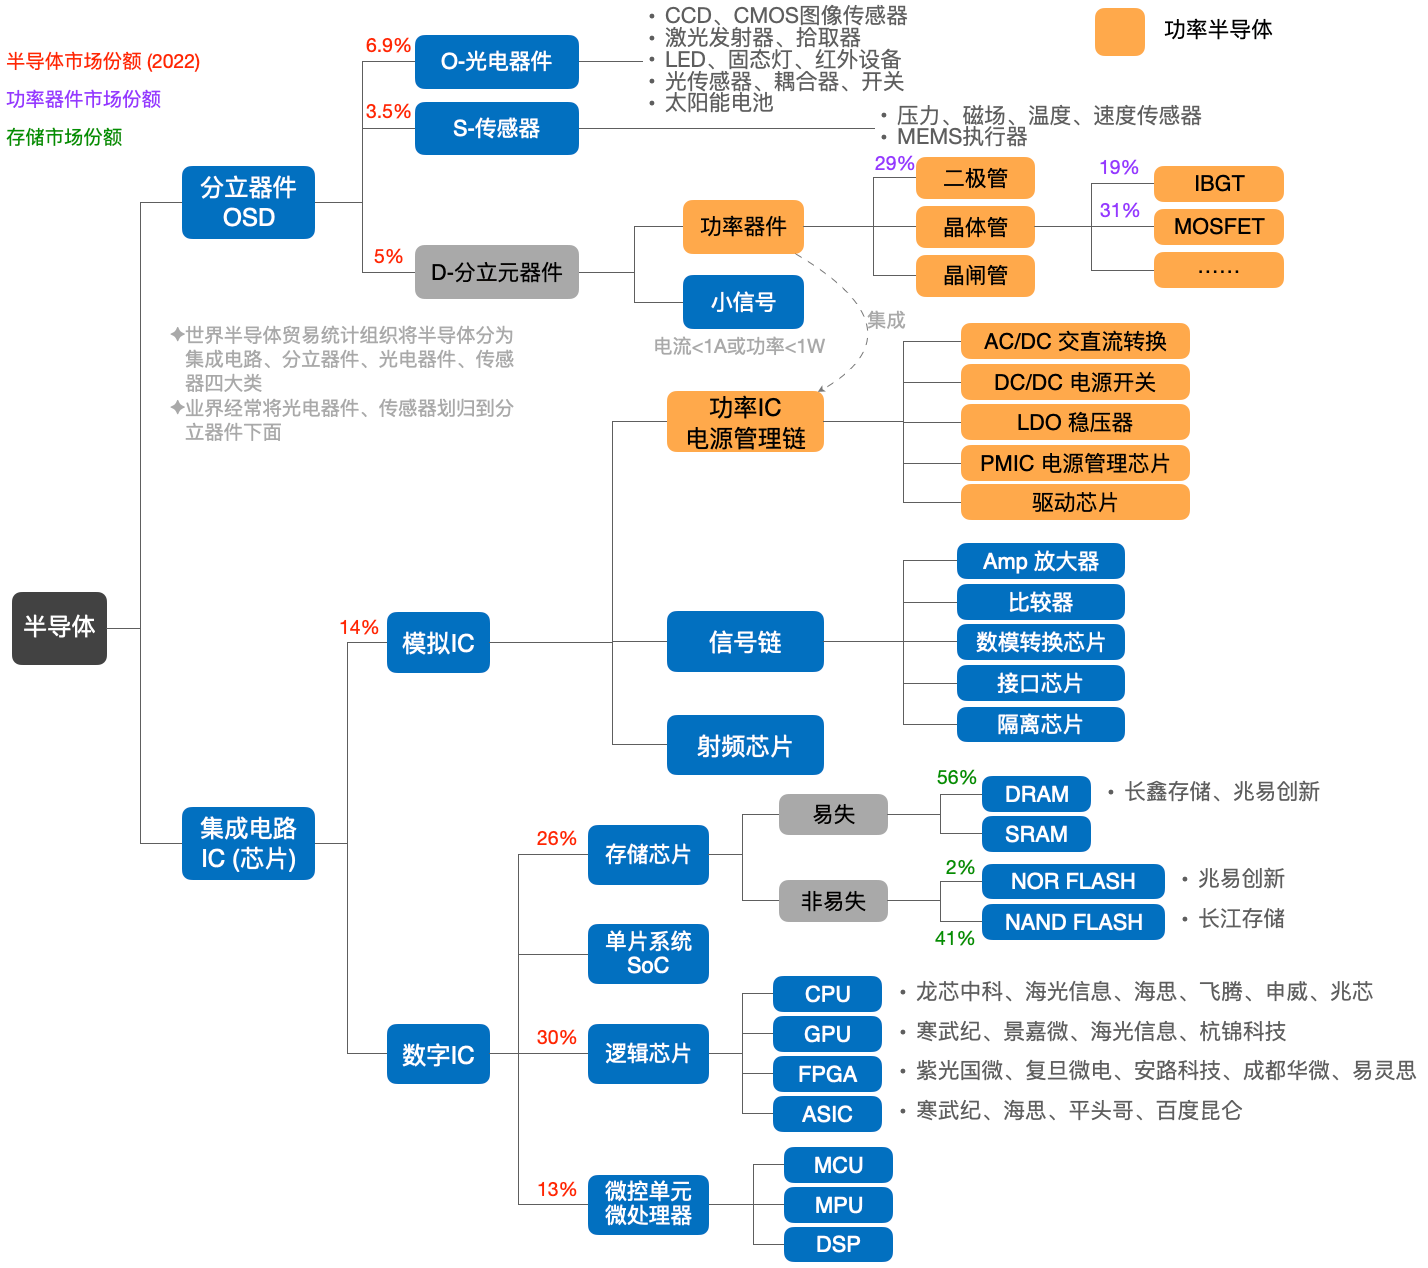 半导体市场份额 (2022)
功率器件市场份额
存储市场份额
功率半导体
半导体
分立器件
OSD
6.9%
O-光电器件
• CCD、CMOS图像传感器
• 激光发射器、拾取器
• LED、固态灯、红外设备
• 光传感器、耦合器、开关
• 太阳能电池
3.5%
S-传感器
• 压力、磁场、温度、速度传感器
• MEMS执行器
5%
D-分立元器件
功率器件
29%
二极管
晶体管
晶闸管
19%
IBGT
31%
MOSFET
······
小信号
电流<1A或功率<1W
集成
✦世界半导体贸易统计组织将半导体分为
集成电路、分立器件、光电器件、传感
器四大类
✦业界经常将光电器件、传感器划归到分
立器件下面
集成电路
IC (芯片)
14%
模拟IC
功率IC
电源管理链
AC/DC 交直流转换
DC/DC 电源开关
LDO 稳压器
PMIC 电源管理芯片
驱动芯片
信号链
Amp 放大器
比较器
数模转换芯片
接口芯片
隔离芯片
射频芯片
数字IC
26%
存储芯片
易失
56%
DRAM
• 长鑫存储、兆易创新
SRAM
非易失
2%
NOR FLASH
• 兆易创新
41%
NAND FLASH
• 长江存储
单片系统
SoC
30%
逻辑芯片
CPU
• 龙芯中科、海光信息、海思、飞腾、申威、兆芯
GPU
• 寒武纪、景嘉微、海光信息、杭锦科技
FPGA
• 紫光国微、复旦微电、安路科技、成都华微、易灵思
ASIC
• 寒武纪、海思、平头哥、百度昆仑
13%
微控单元
微处理器
MCU
MPU
DSP